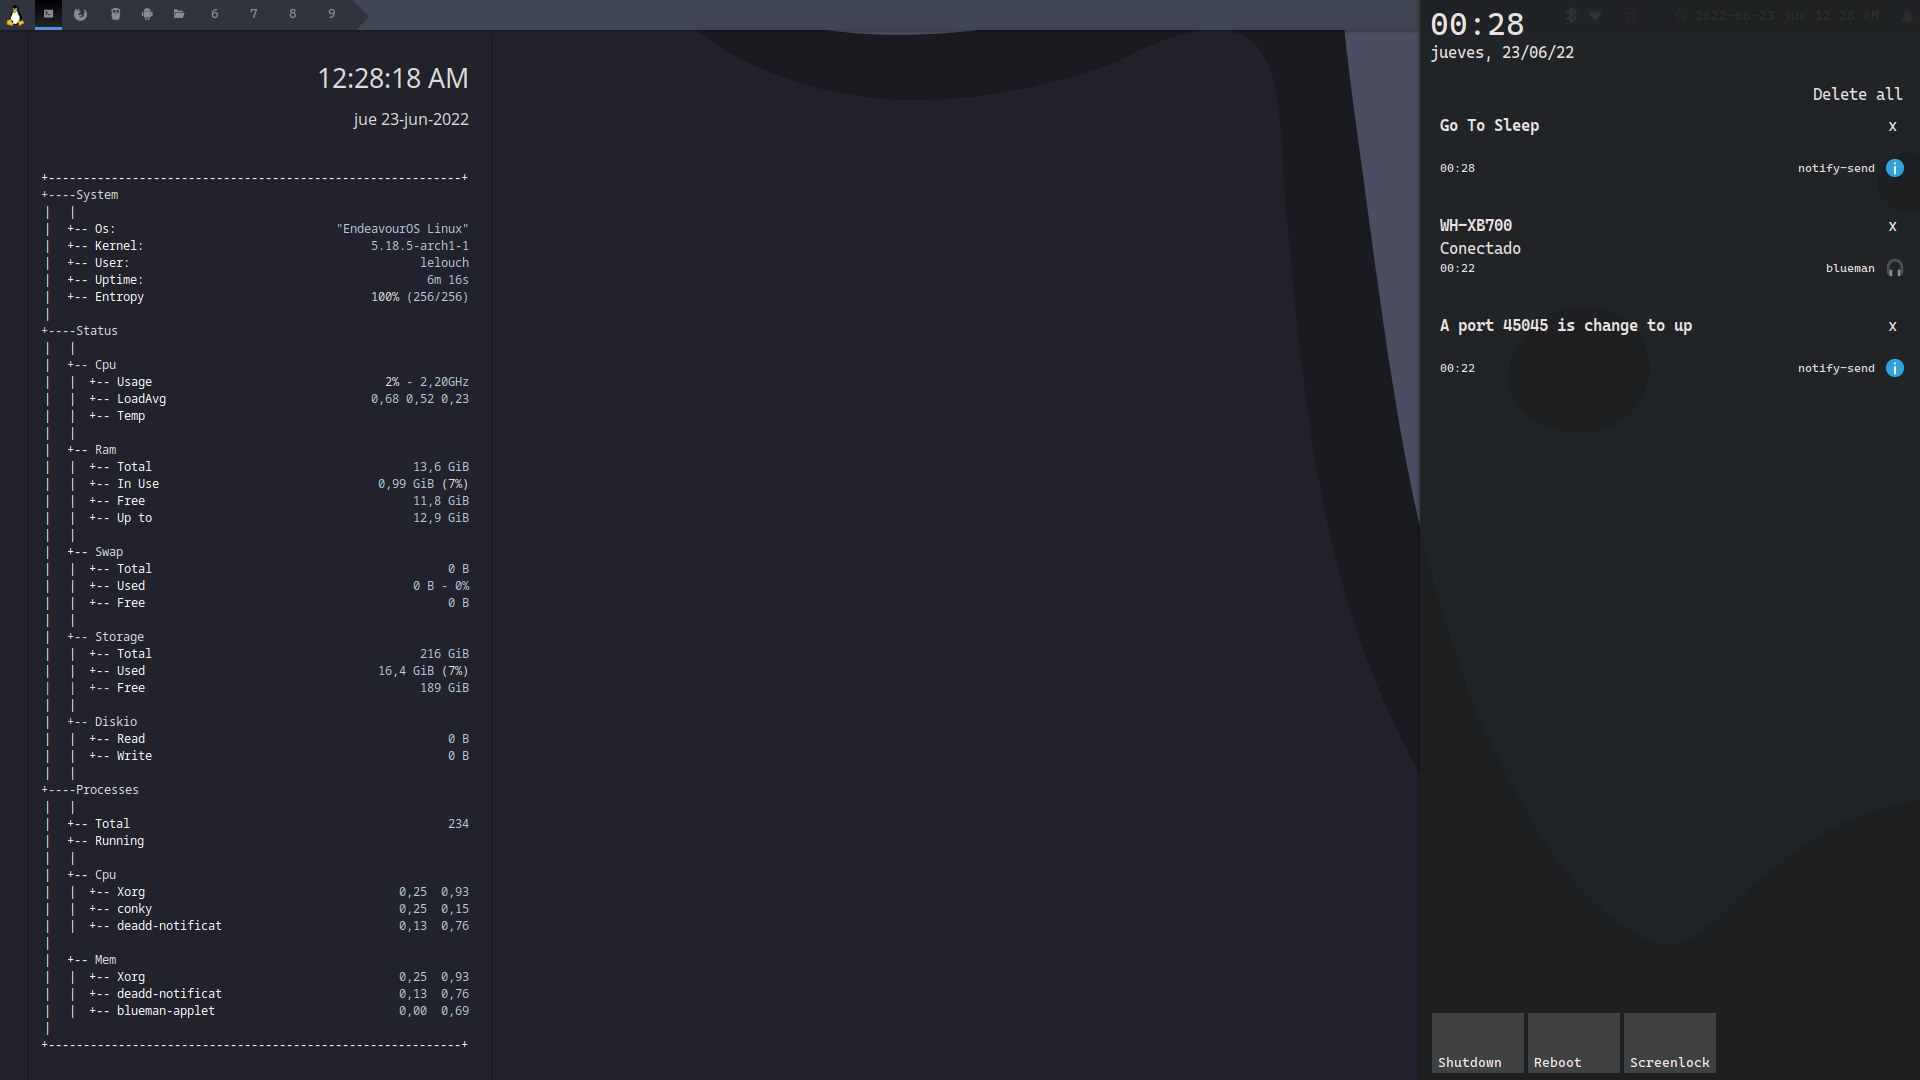 6 7 8 9
2022-06-23 jue 12:28 AM
12:28:18 AM
jue 23-jun-2022
+-----------------------------------------------------------+
+----System
| |
| +-- Os: "EndeavourOS Linux"
| +-- Kernel: 5.18.5-arch1-1
| +-- User: lelouch
| +-- Uptime: 6m 16s
| +-- Entropy 100% (256/256)
|
+----Status
| |
| +-- Cpu
| | +-- Usage 2% - 2,20GHz
| | +-- LoadAvg 0,68 0,52 0,23
| | +-- Temp
| |
| +-- Ram
| | +-- Total 13,6 GiB
| | +-- In Use 0,99 GiB (7%)
| | +-- Free 11,8 GiB
| | +-- Up to 12,9 GiB
| |
| +-- Swap
| | +-- Total 0 B
| | +-- Used 0 B - 0%
| | +-- Free 0 B
| |
| +-- Storage
| | +-- Total 216 GiB
| | +-- Used 16,4 GiB (7%)
| | +-- Free 189 GiB
| |
| +-- Diskio
| | +-- Read 0 B
| | +-- Write 0 B
| |
+----Processes
| |
| +-- Total 234
| +-- Running
| |
| +-- Cpu
| | +-- Xorg 0,25 0,93
| | +-- conky 0,25 0,15
| | +-- deadd-notificat 0,13 0,76
|
| +-- Mem
| | +-- Xorg 0,25 0,93
| | +-- deadd-notificat 0,13 0,76
| | +-- blueman-applet 0,00 0,69
|
+-----------------------------------------------------------+
00:28
jueves, 23/06/22
Delete all
Go To Sleep x
00:28 notify-send
WH-XB700 x
Conectado
00:22 blueman
A port 45045 is change to up x
00:22 notify-send
Shutdown Reboot Screenlock